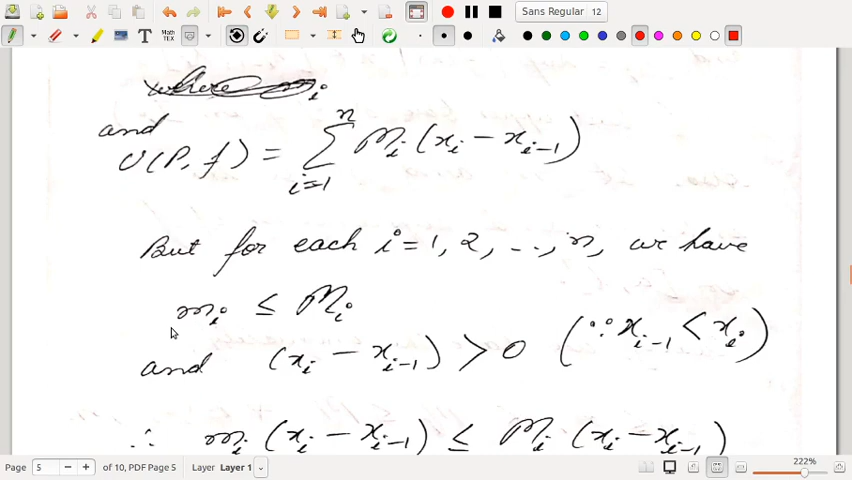 Sans Regular 12
T Math TEX
~~where m~~ i
and
U(P, f) = ∑_{i=1}^{n} M_i (x_i − x_{i−1})
But for each i = 1, 2, ..., n, we have
m_i ≤ M_i
and (x_i − x_{i−1}) > 0 (∵ x_{i−1} < x_i)
∴ m_i (x_i − x_{i−1}) ≤ M_i (x_i − x_{i−1})
Page 5 of 10, PDF Page 5 Layer Layer 1 222%